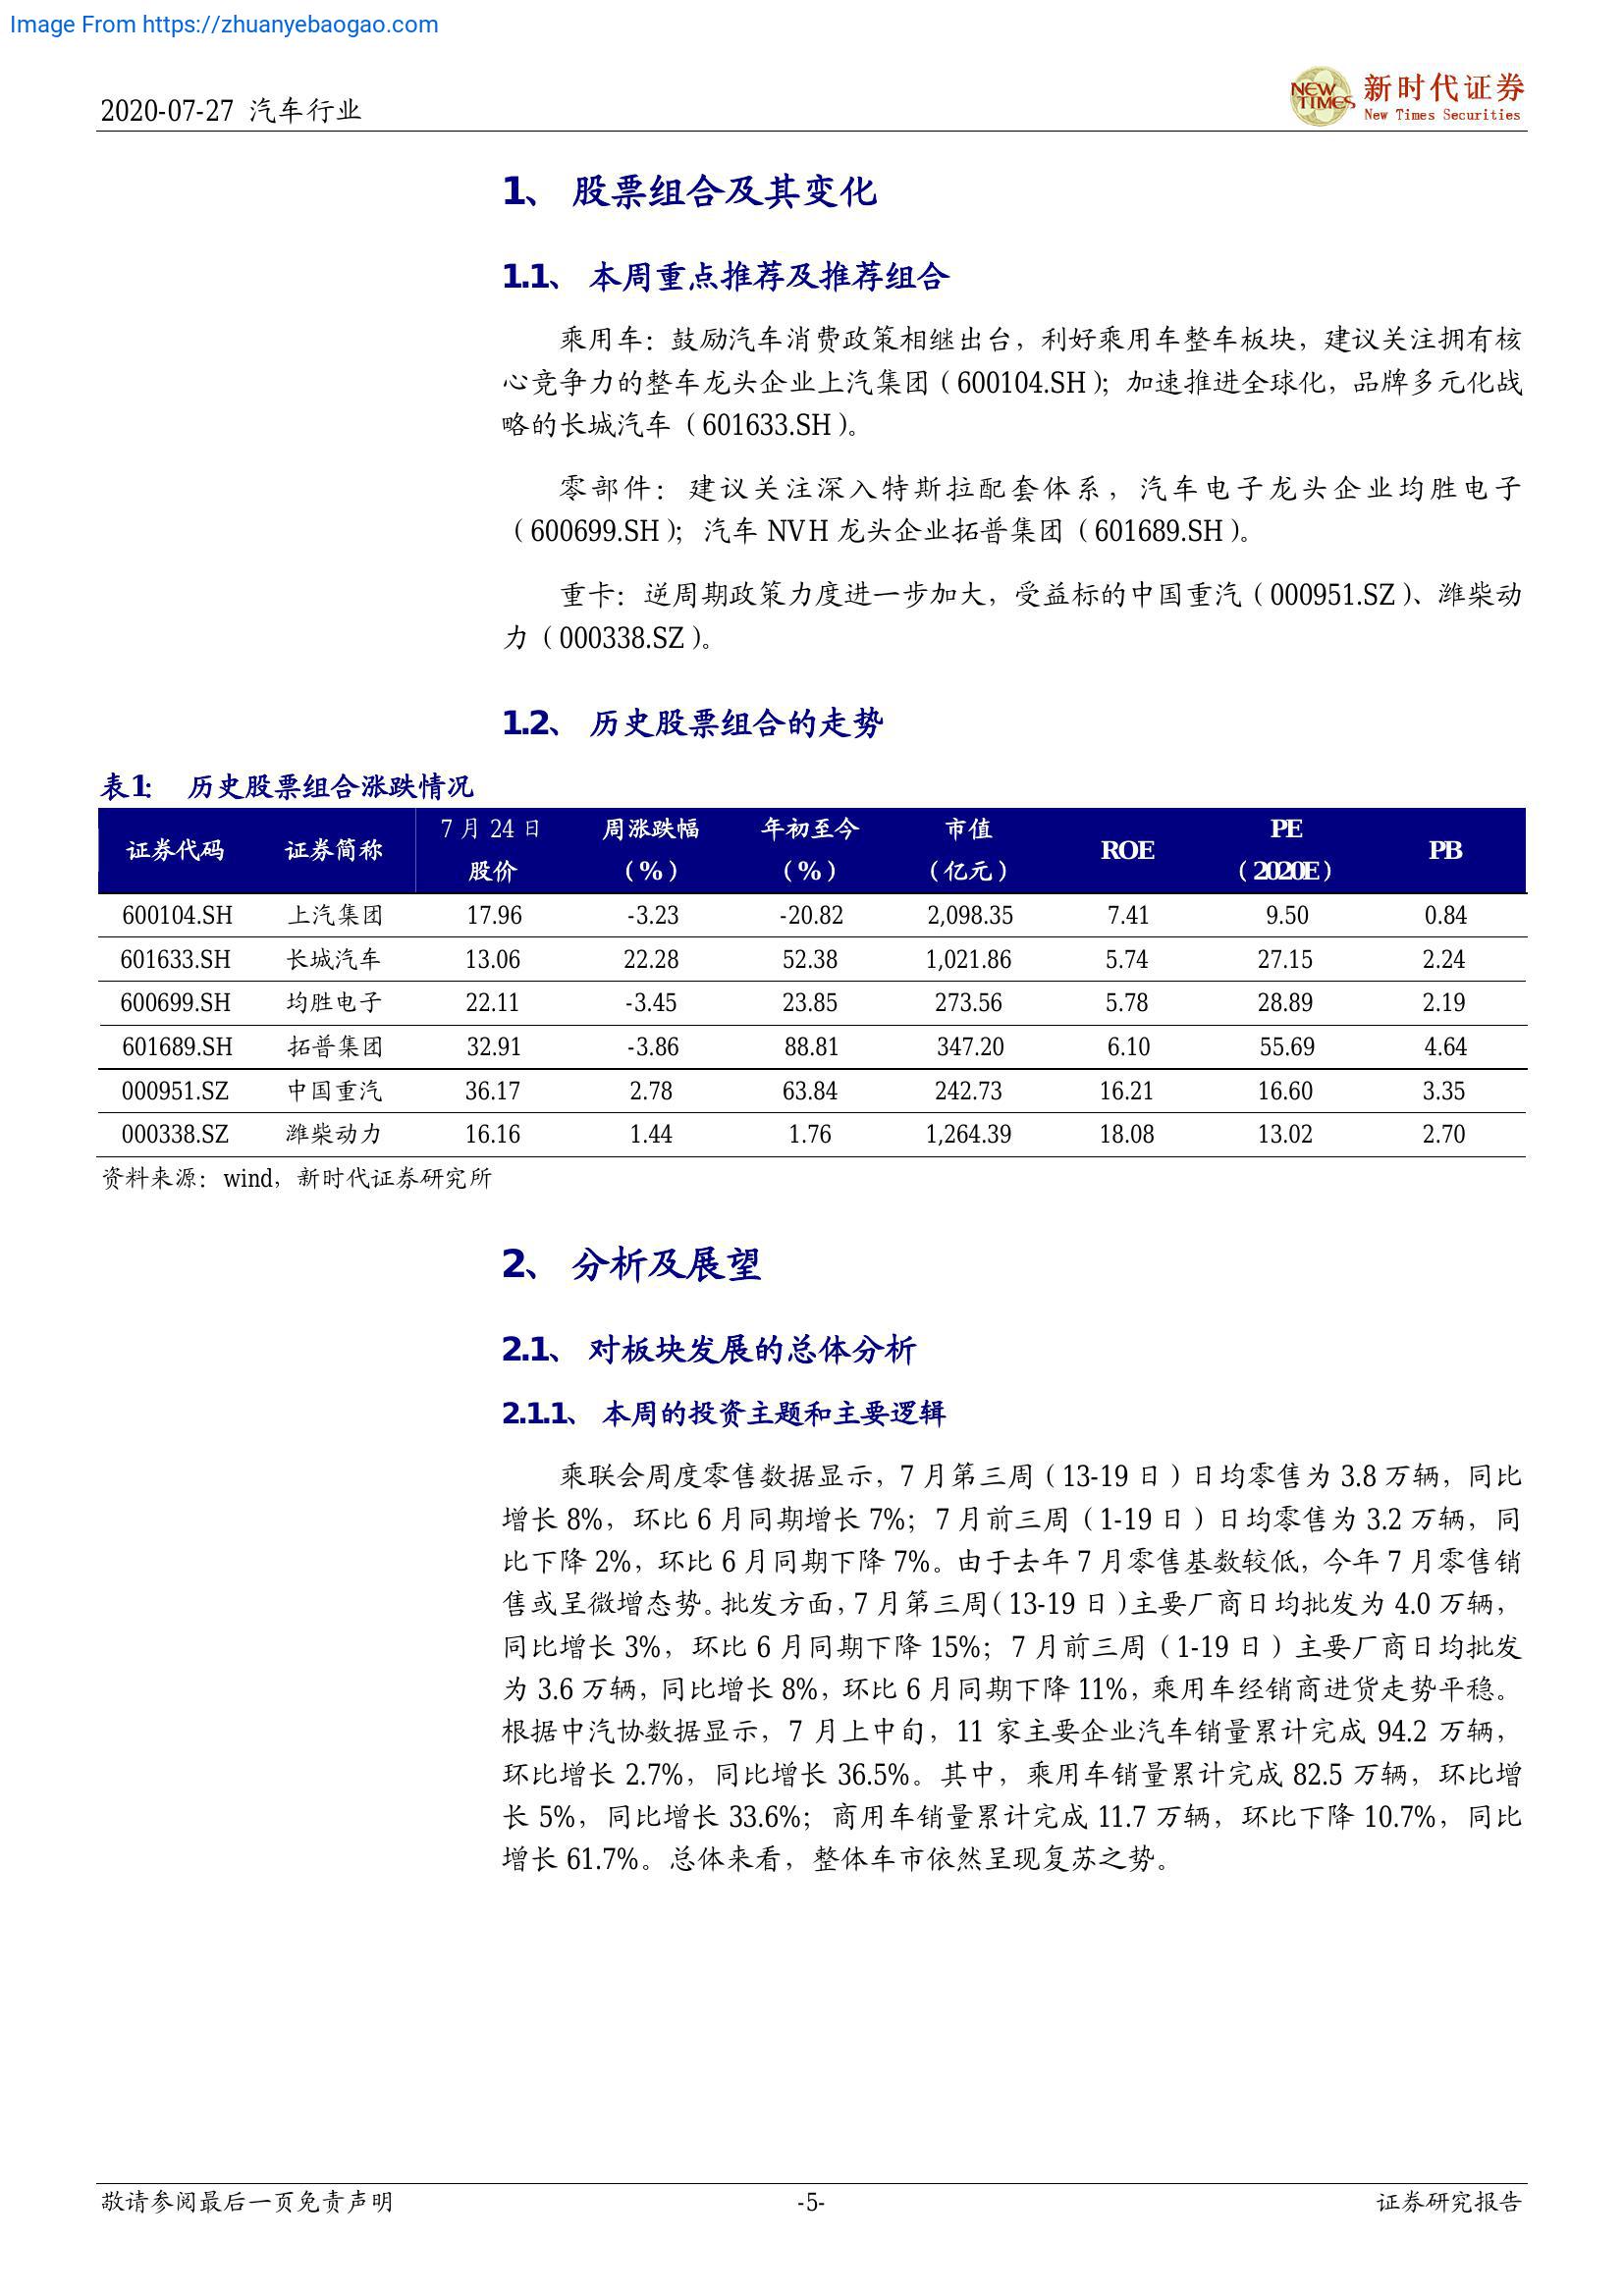 Image From https://zhuanyebaogao.com
2020-07-27 汽车行业
NEW TIMES 新时代证券
New Times Securities
1、 股票组合及其变化
1.1、 本周重点推荐及推荐组合
乘用车：鼓励汽车消费政策相继出台，利好乘用车整车板块，建议关注拥有核
心竞争力的整车龙头企业上汽集团（600104.SH）；加速推进全球化，品牌多元化战
略的长城汽车（601633.SH）。
零部件：建议关注深入特斯拉配套体系，汽车电子龙头企业均胜电子
（600699.SH）；汽车 NVH 龙头企业拓普集团（601689.SH）。
重卡：逆周期政策力度进一步加大，受益标的中国重汽（000951.SZ）、潍柴动
力（000338.SZ）。
1.2、 历史股票组合的走势
表1： 历史股票组合涨跌情况
证券代码 证券简称 7 月 24 日股价 周涨跌幅（%） 年初至今（%） 市值（亿元） ROE PE（2020E） PB
600104.SH 上汽集团 17.96 -3.23 -20.82 2,098.35 7.41 9.50 0.84
601633.SH 长城汽车 13.06 22.28 52.38 1,021.86 5.74 27.15 2.24
600699.SH 均胜电子 22.11 -3.45 23.85 273.56 5.78 28.89 2.19
601689.SH 拓普集团 32.91 -3.86 88.81 347.20 6.10 55.69 4.64
000951.SZ 中国重汽 36.17 2.78 63.84 242.73 16.21 16.60 3.35
000338.SZ 潍柴动力 16.16 1.44 1.76 1,264.39 18.08 13.02 2.70
资料来源：wind，新时代证券研究所
2、 分析及展望
2.1、 对板块发展的总体分析
2.1.1、 本周的投资主题和主要逻辑
乘联会周度零售数据显示，7 月第三周（13-19 日）日均零售为 3.8 万辆，同比
增长 8%，环比 6 月同期增长 7%；7 月前三周（1-19 日）日均零售为 3.2 万辆，同
比下降 2%，环比 6 月同期下降 7%。由于去年 7 月零售基数较低，今年 7 月零售销
售或呈微增态势。批发方面，7 月第三周（13-19 日）主要厂商日均批发为 4.0 万辆，
同比增长 3%，环比 6 月同期下降 15%；7 月前三周（1-19 日）主要厂商日均批发
为 3.6 万辆，同比增长 8%，环比 6 月同期下降 11%，乘用车经销商进货走势平稳。
根据中汽协数据显示，7 月上中旬，11 家主要企业汽车销量累计完成 94.2 万辆，
环比增长 2.7%，同比增长 36.5%。其中，乘用车销量累计完成 82.5 万辆，环比增
长 5%，同比增长 33.6%；商用车销量累计完成 11.7 万辆，环比下降 10.7%，同比
增长 61.7%。总体来看，整体车市依然呈现复苏之势。
敬请参阅最后一页免责声明 -5- 证券研究报告